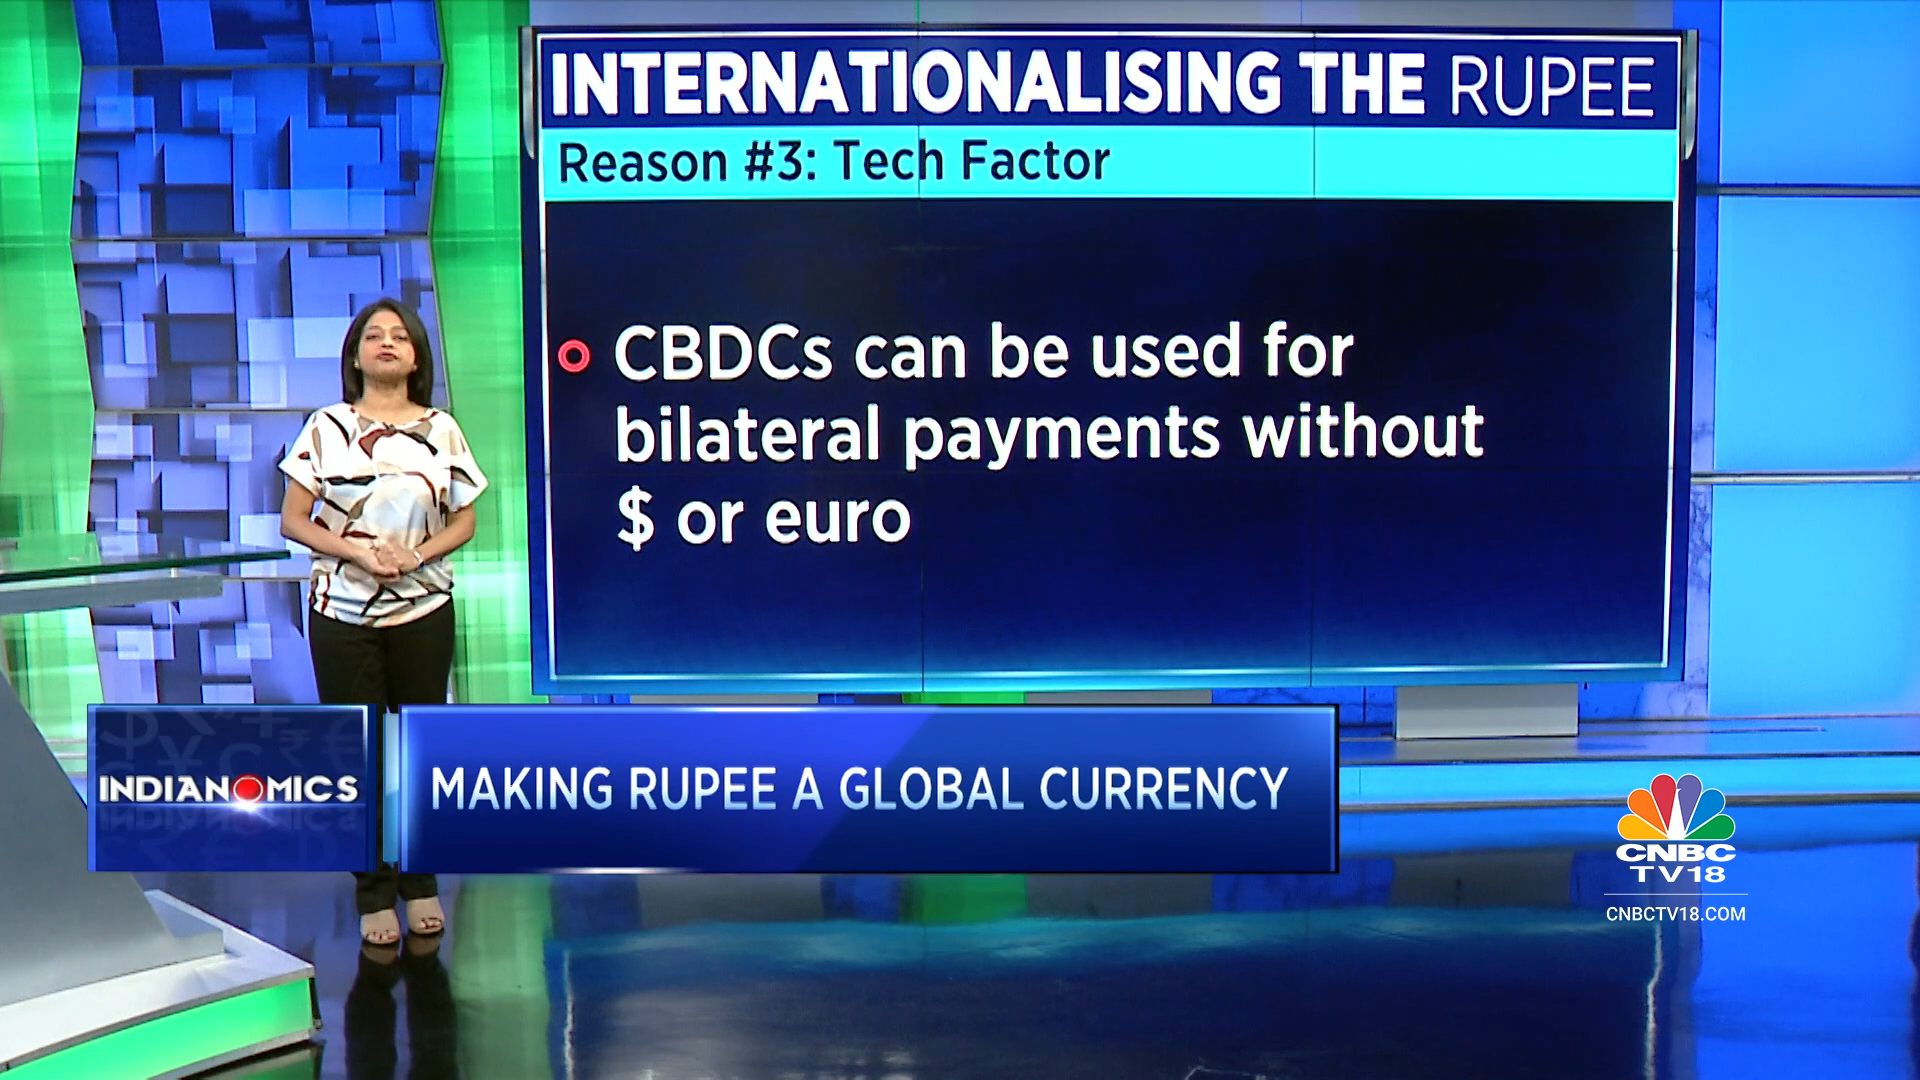 INTERNATIONALISING THE RUPEE
Reason #3: Tech Factor
CBDCs can be used for
bilateral payments without
$ or euro
INDIANOMICS
MAKING RUPEE A GLOBAL CURRENCY
CNBC
TV18
CNBCTV18.COM